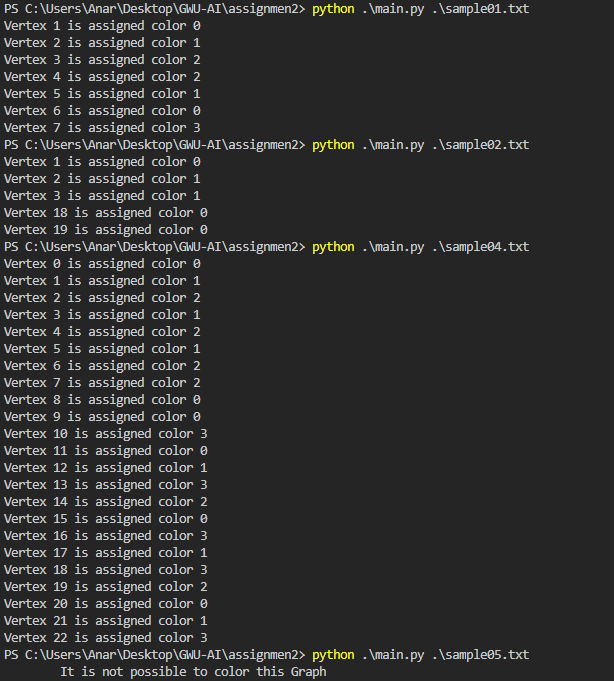 PS C:\Users\Anar\Desktop\GWU-AI\assignmen2> python .\main.py .\sample01.txt
Vertex 1 is assigned color 0
Vertex 2 is assigned color 1
Vertex 3 is assigned color 2
Vertex 4 is assigned color 2
Vertex 5 is assigned color 1
Vertex 6 is assigned color 0
Vertex 7 is assigned color 3
PS C:\Users\Anar\Desktop\GWU-AI\assignmen2> python .\main.py .\sample02.txt
Vertex 1 is assigned color 0
Vertex 2 is assigned color 1
Vertex 3 is assigned color 1
Vertex 18 is assigned color 0
Vertex 19 is assigned color 0
PS C:\Users\Anar\Desktop\GWU-AI\assignmen2> python .\main.py .\sample04.txt
Vertex 0 is assigned color 0
Vertex 1 is assigned color 1
Vertex 2 is assigned color 2
Vertex 3 is assigned color 1
Vertex 4 is assigned color 2
Vertex 5 is assigned color 1
Vertex 6 is assigned color 2
Vertex 7 is assigned color 2
Vertex 8 is assigned color 0
Vertex 9 is assigned color 0
Vertex 10 is assigned color 3
Vertex 11 is assigned color 0
Vertex 12 is assigned color 1
Vertex 13 is assigned color 3
Vertex 14 is assigned color 2
Vertex 15 is assigned color 0
Vertex 16 is assigned color 3
Vertex 17 is assigned color 1
Vertex 18 is assigned color 3
Vertex 19 is assigned color 2
Vertex 20 is assigned color 0
Vertex 21 is assigned color 1
Vertex 22 is assigned color 3
PS C:\Users\Anar\Desktop\GWU-AI\assignmen2> python .\main.py .\sample05.txt
It is not possible to color this Graph